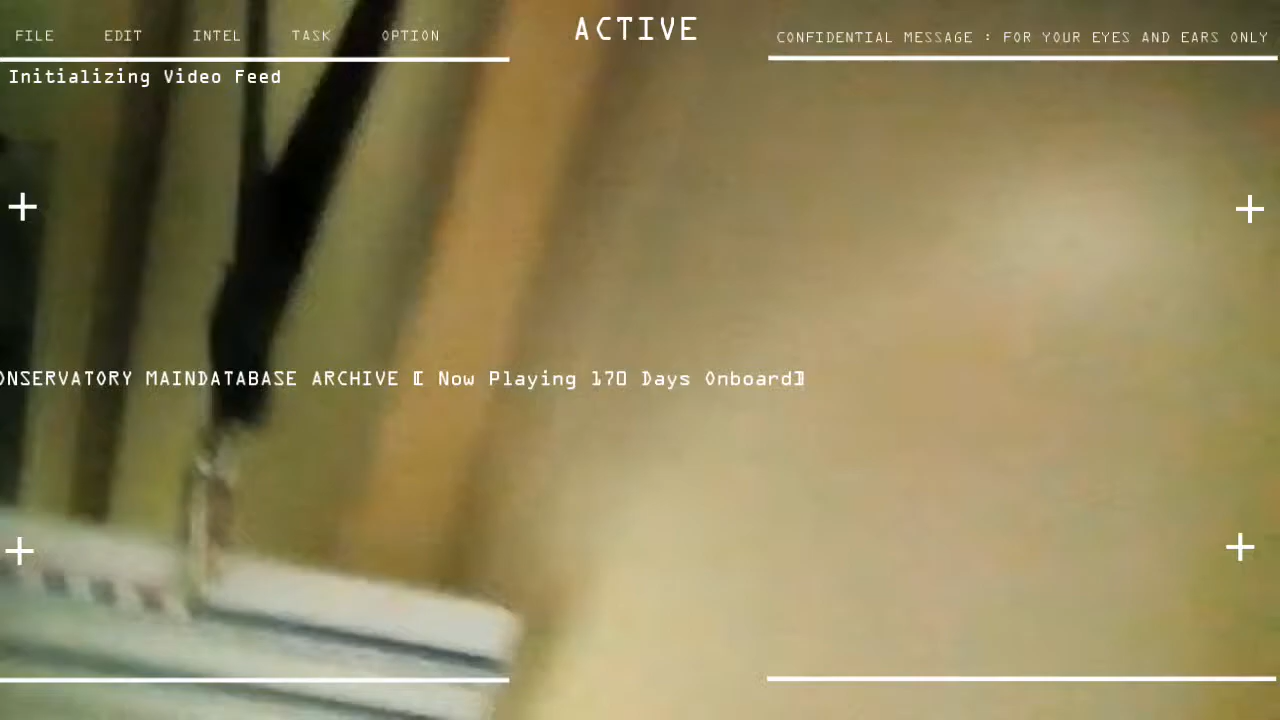 FILE EDIT INTEL TASK OPTION
ACTIVE
CONFIDENTIAL MESSAGE : FOR YOUR EYES AND EARS ONLY
Initializing Video Feed
ONSERVATORY MAINDATABASE ARCHIVE [ Now Playing 170 Days Onboard]